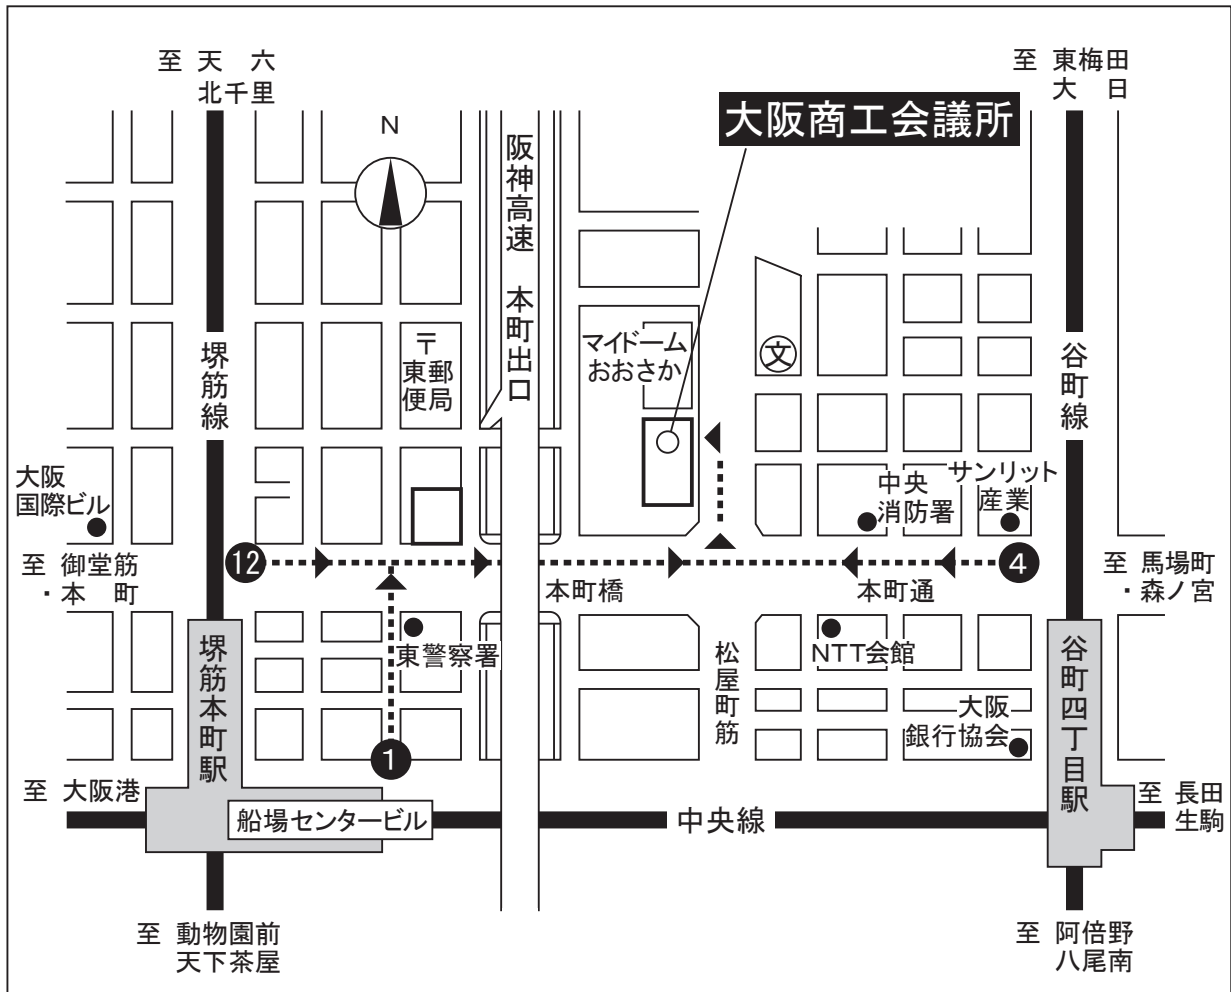 至 天 六
北千里
至 東梅田
大 日
大阪商工会議所
N
阪神高速 本町出口
堺筋線
〒
東郵
便局
マイドーム
おおさか
文
谷町線
大阪
国際ビル
中央
消防署
サンリット
産業
至 御堂筋
・本 町
12
本町橋
本町通
4
至 馬場町
・森ノ宮
東警察署
松屋町筋
NTT会館
堺筋本町駅
谷町四丁目駅
大阪
銀行協会
1
至 大阪港
船場センタービル
中央線
至 長田
生駒
至 動物園前
天下茶屋
至 阿倍野
八尾南